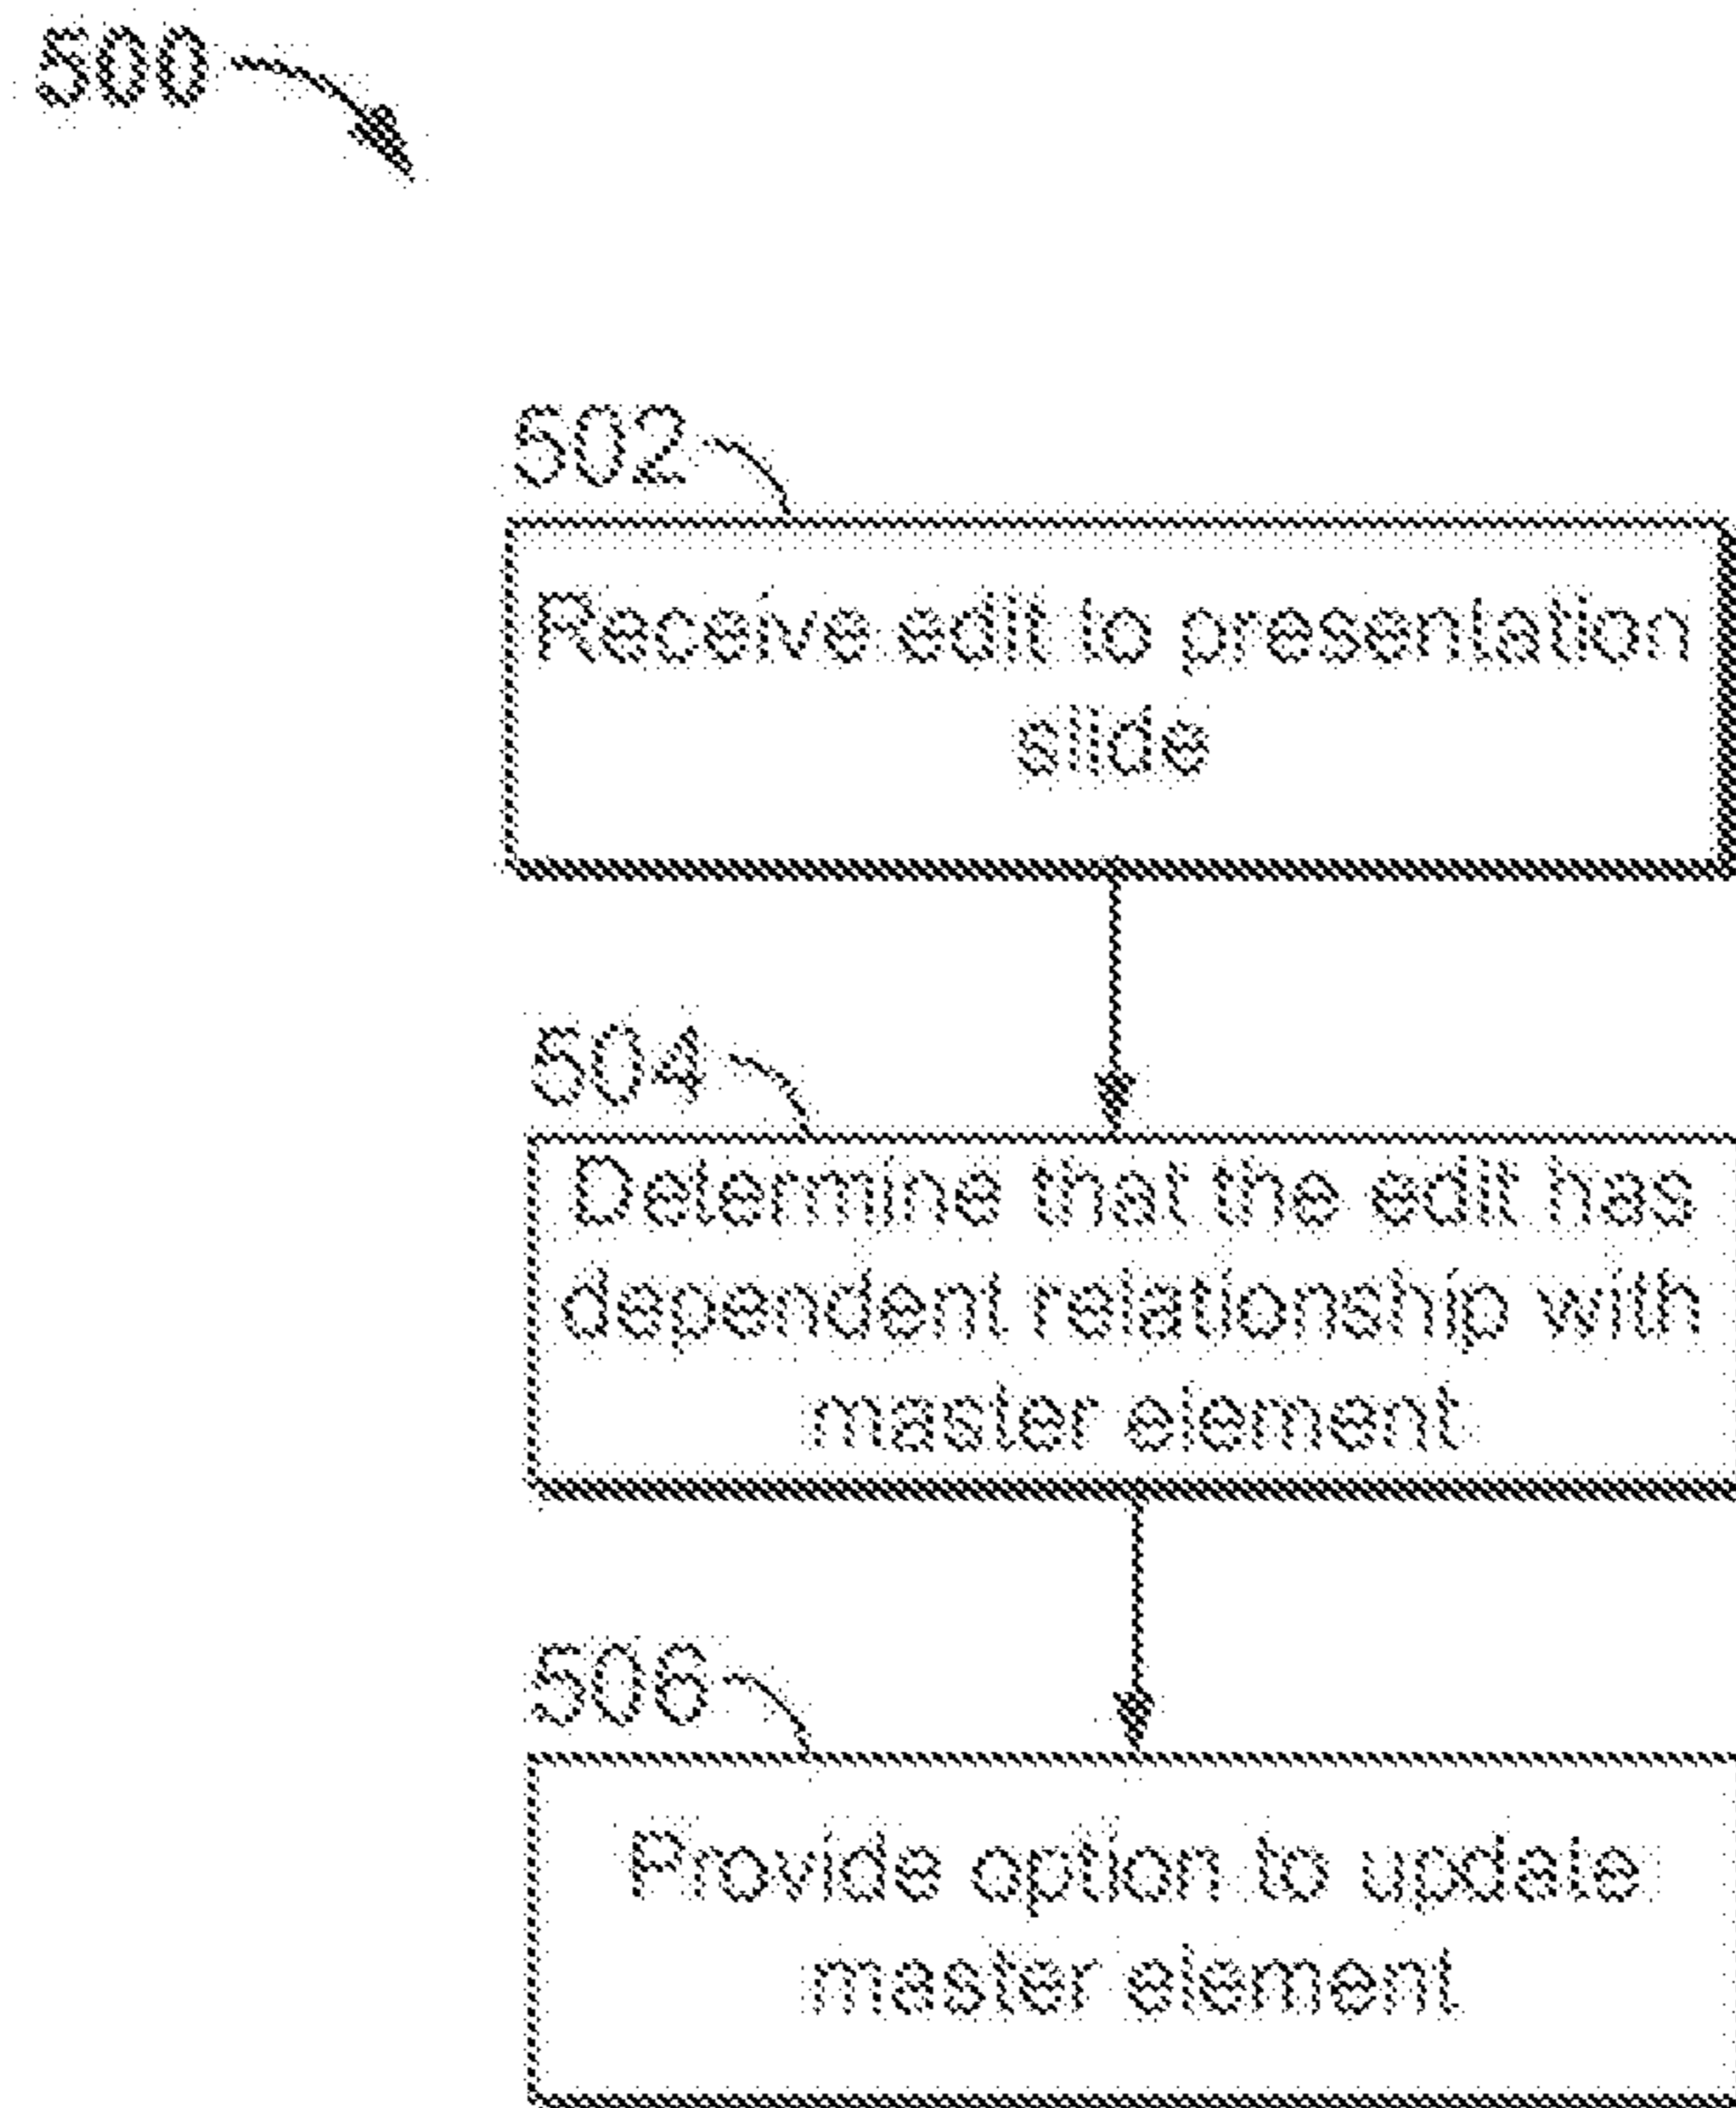 500
502
Receive edit to presentation
slide
504
Determine that the edit has
dependent relationship with
master element
506
Provide option to update
master element